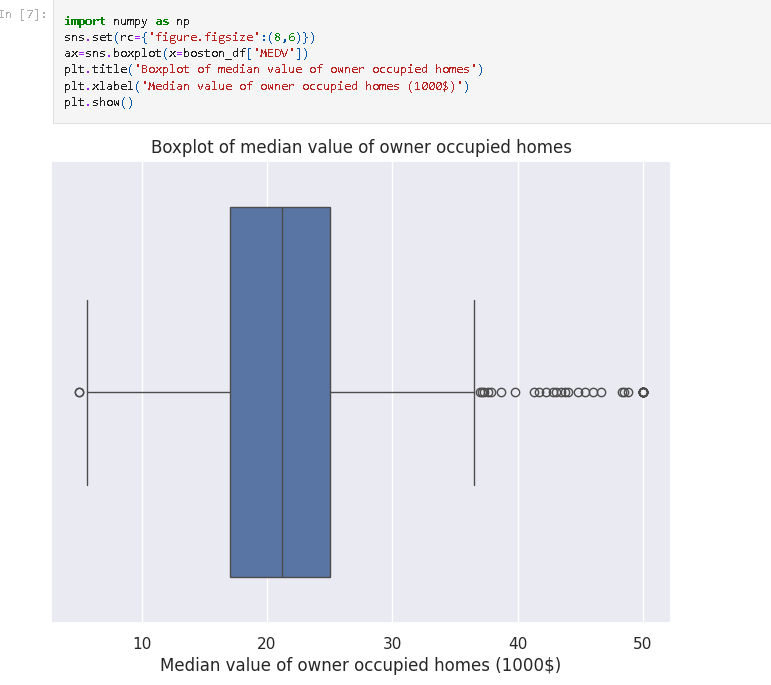 In [7]:
import numpy as np
sns.set(rc={'figure.figsize':(8,6)})
ax=sns.boxplot(x=boston_df['MEDV'])
plt.title('Boxplot of median value of owner occupied homes')
plt.xlabel('Median value of owner occupied homes (1000$)')
plt.show()
Boxplot of median value of owner occupied homes
10 20 30 40 50
Median value of owner occupied homes (1000$)